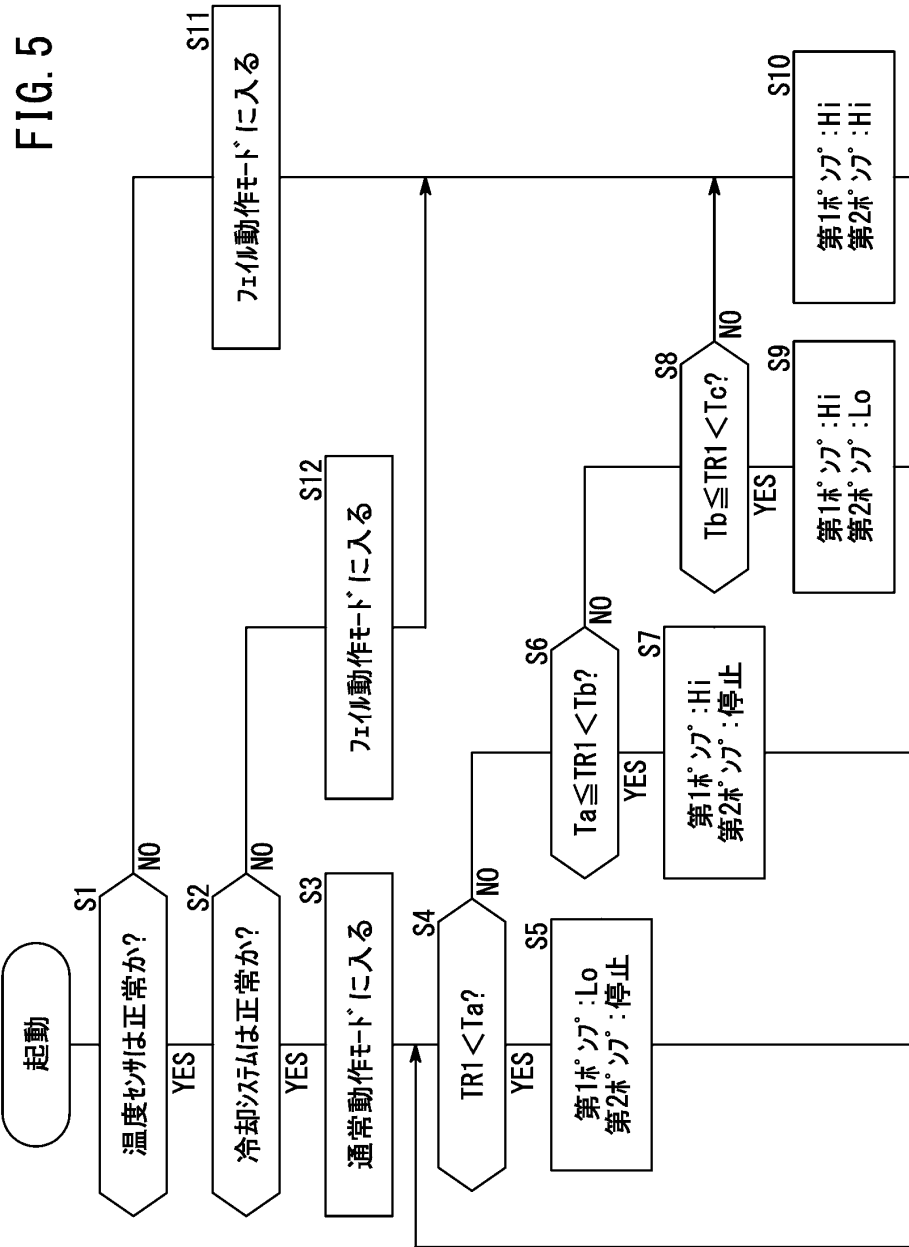 FIG. 5
起動
S1
温度センサは正常か?
YES
NO
S11
フェイル動作モードに入る
S2
冷却システムは正常か?
YES
NO
S12
フェイル動作モードに入る
S3
通常動作モードに入る
S4
TR1<Ta?
YES
NO
S5
第1ポンプ:Lo
第2ポンプ:停止
S6
Ta≦TR1<Tb?
YES
NO
S7
第1ポンプ:Hi
第2ポンプ:停止
S8
Tb≦TR1<Tc?
YES
NO
S9
第1ポンプ:Hi
第2ポンプ:Lo
S10
第1ポンプ:Hi
第2ポンプ:Hi